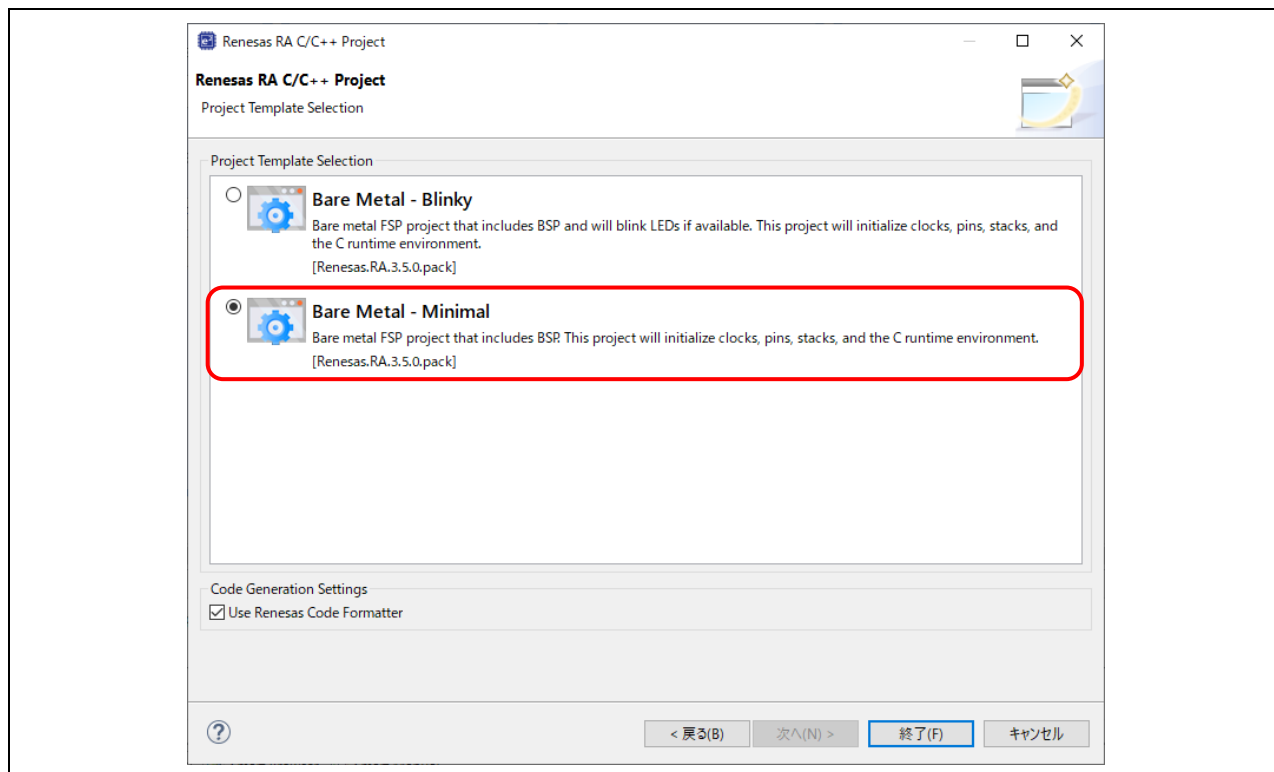 Renesas RA C/C++ Project
Renesas RA C/C++ Project
Project Template Selection
Project Template Selection
Bare Metal - Blinky
Bare metal FSP project that includes BSP and will blink LEDs if available. This project will initialize clocks, pins, stacks, and
the C runtime environment.
[Renesas.RA.3.5.0.pack]
Bare Metal - Minimal
Bare metal FSP project that includes BSP. This project will initialize clocks, pins, stacks, and the C runtime environment.
[Renesas.RA.3.5.0.pack]
Code Generation Settings
Use Renesas Code Formatter
< 戻る(B) 次へ(N) > 終了(F) キャンセル